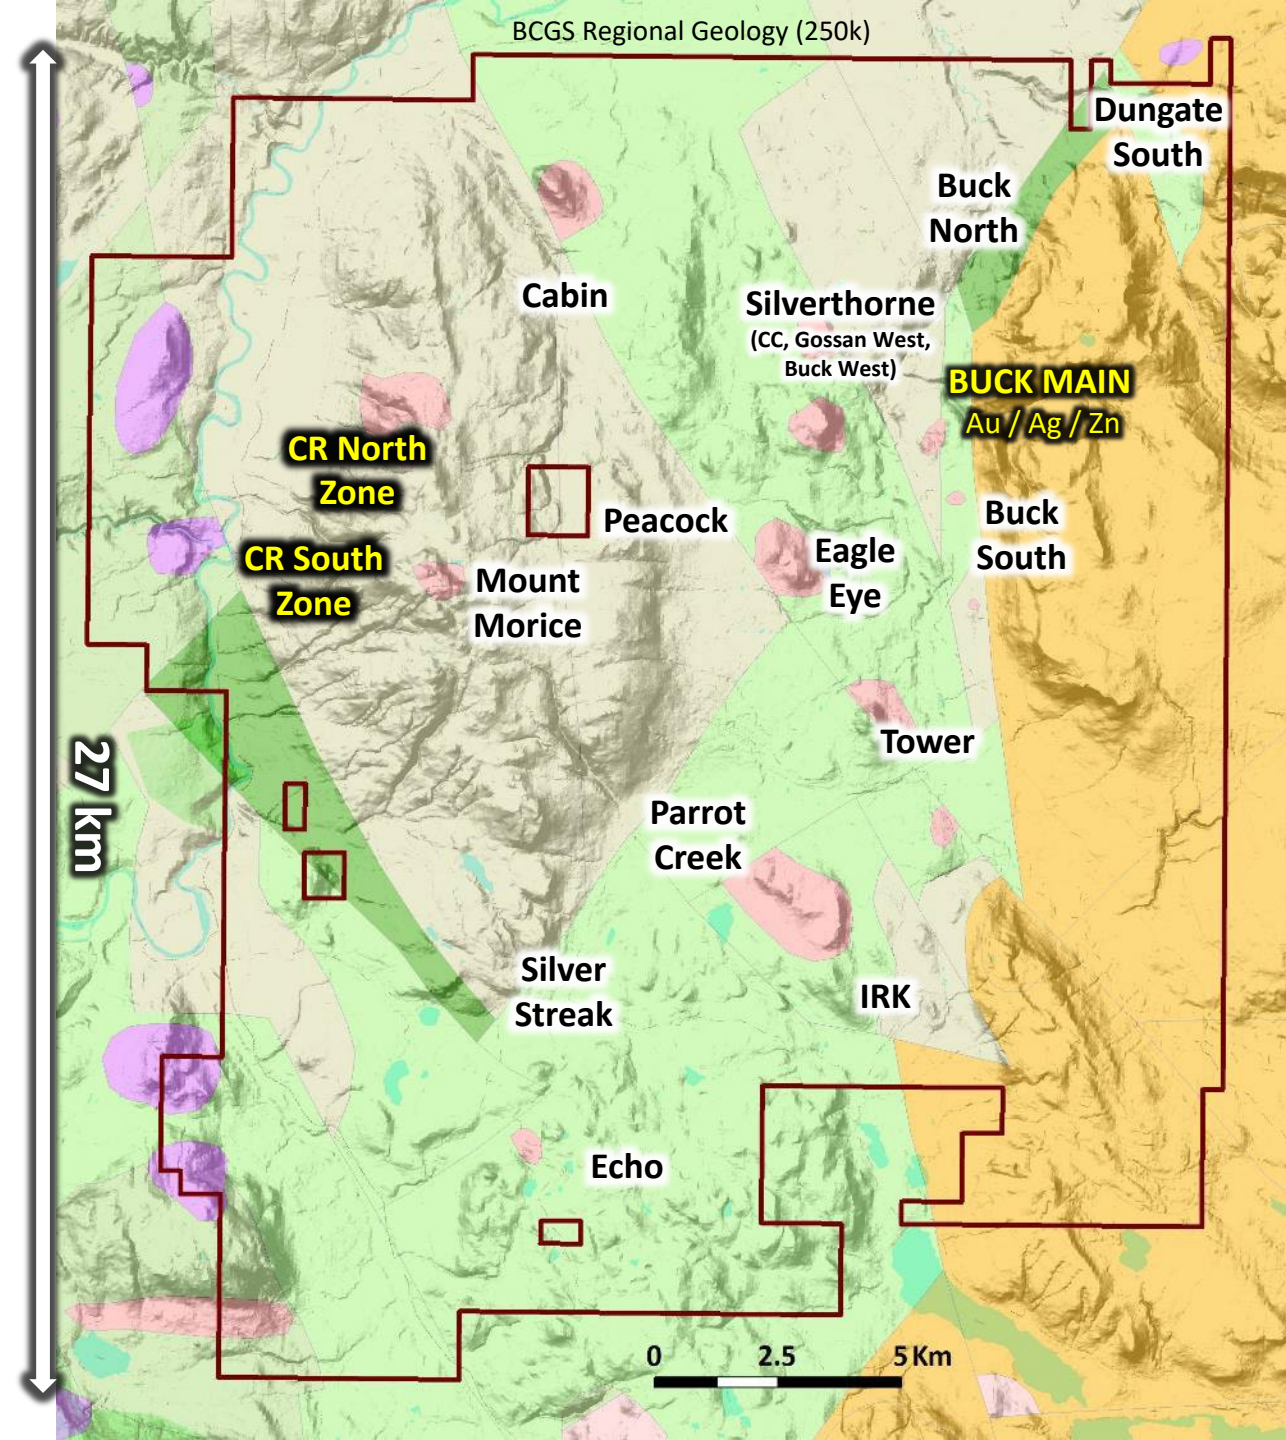 BCGS Regional Geology (250k)
Dungate
South
Buck
North
Cabin
Silverthorne
(CC, Gossan West,
Buck West)
BUCK MAIN
Au / Ag / Zn
CR North
Zone
Peacock
Buck
South
CR South
Zone
Mount
Morice
Eagle
Eye
Tower
27 km
Parrot
Creek
Silver
Streak
IRK
Echo
0 2.5 5 Km